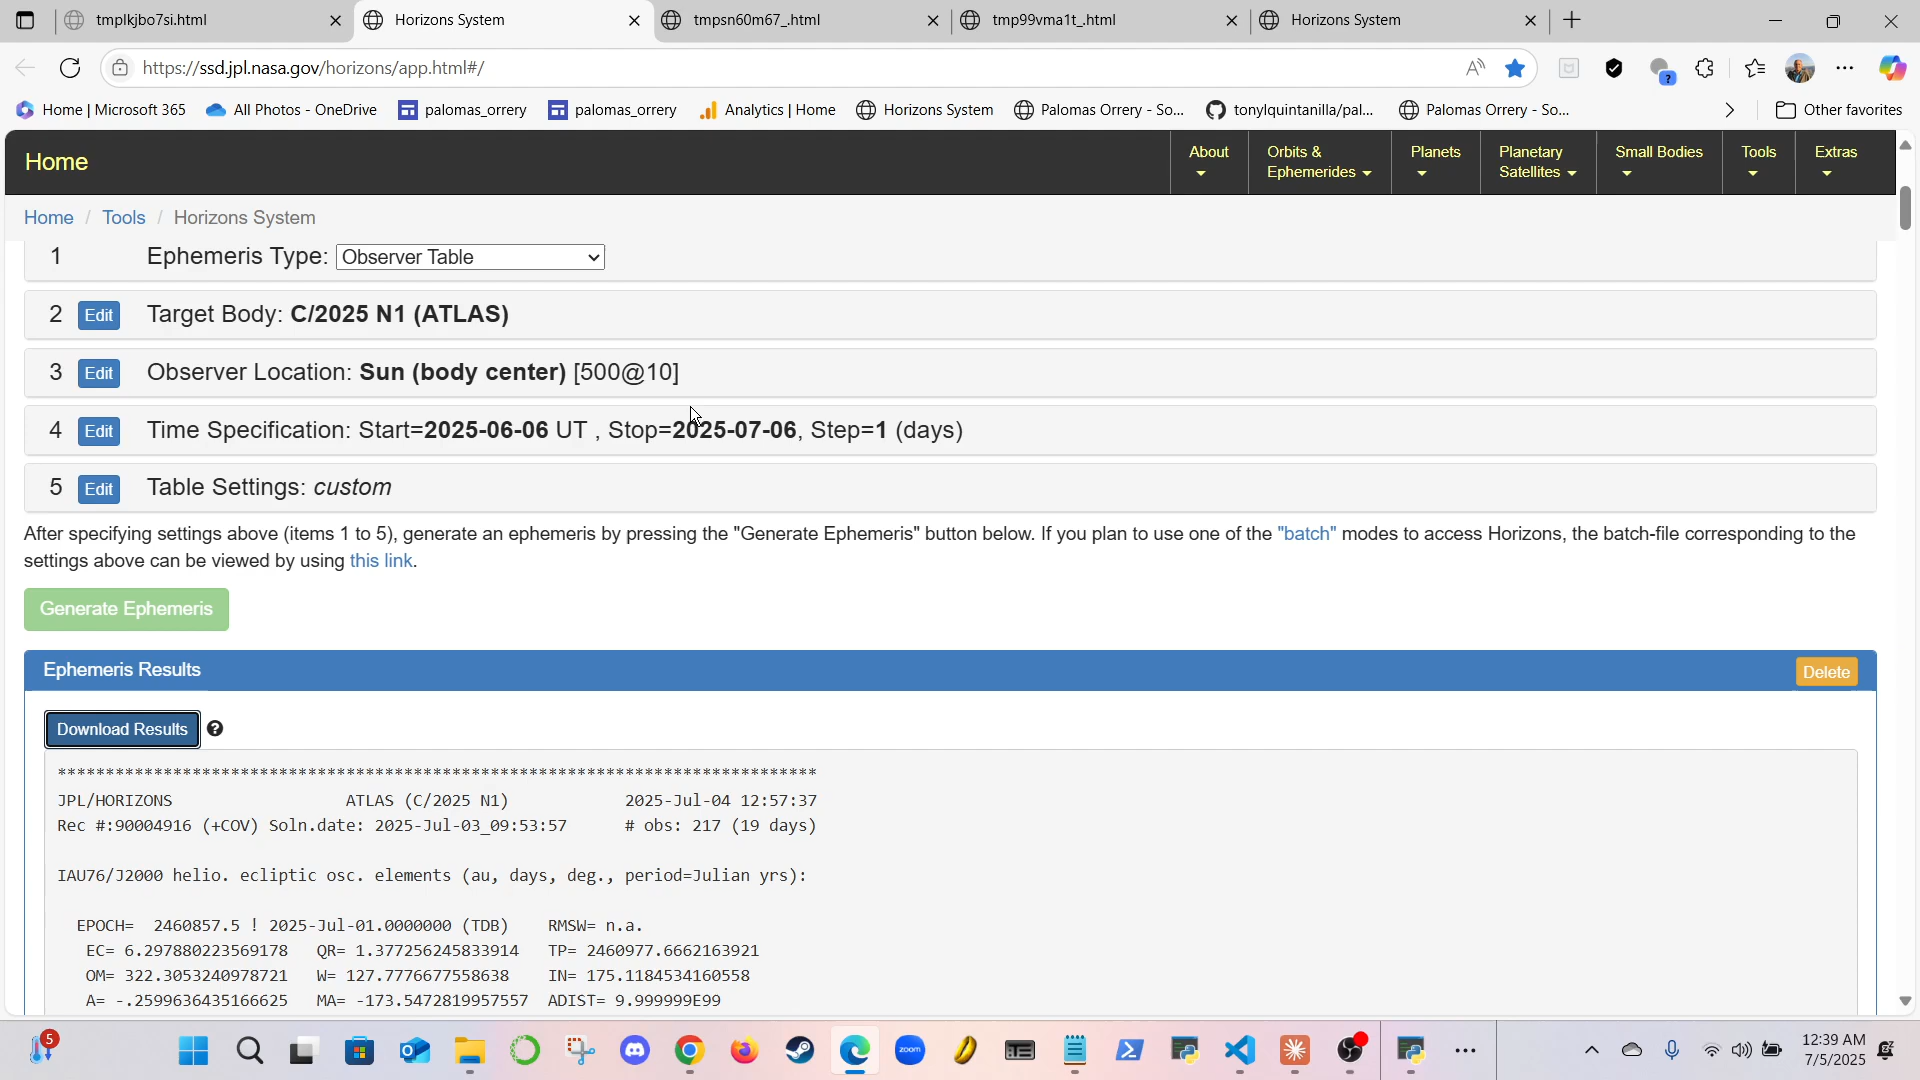 tmplkjbo7si.html
Horizons System
tmpsn60m67_.html
tmp99vma1t_.html
Horizons System
https://ssd.jpl.nasa.gov/horizons/app.html#/
Home | Microsoft 365
All Photos - OneDrive
palomas_orrery
palomas_orrery
Analytics | Home
Horizons System
Palomas Orrery - So...
tonylquintanilla/pal...
Palomas Orrery - So...
Other favorites
Home
About
Orbits &
Ephemerides
Planets
Planetary
Satellites
Small Bodies
Tools
Extras
Home / Tools / Horizons System
1 Ephemeris Type: Observer Table
2 Edit Target Body: C/2025 N1 (ATLAS)
3 Edit Observer Location: Sun (body center) [500@10]
4 Edit Time Specification: Start=2025-06-06 UT , Stop=2025-07-06, Step=1 (days)
5 Edit Table Settings: custom
After specifying settings above (items 1 to 5), generate an ephemeris by pressing the "Generate Ephemeris" button below. If you plan to use one of the "batch" modes to access Horizons, the batch-file corresponding to the
settings above can be viewed by using this link.
Generate Ephemeris
Ephemeris Results
Delete
Download Results ?
*******************************************************************************
JPL/HORIZONS ATLAS (C/2025 N1) 2025-Jul-04 12:57:37
Rec #:90004916 (+COV) Soln.date: 2025-Jul-03_09:53:57 # obs: 217 (19 days)
IAU76/J2000 helio. ecliptic osc. elements (au, days, deg., period=Julian yrs):
EPOCH= 2460857.5 ! 2025-Jul-01.0000000 (TDB) RMSW= n.a.
EC= 6.297880223569178 QR= 1.377256245833914 TP= 2460977.6662163921
OM= 322.3053240978721 W= 127.7776677558638 IN= 175.1184534160558
A= -.2599636435166625 MA= -173.5472819957557 ADIST= 9.999999E99
5
zoom
12:39 AM
7/5/2025